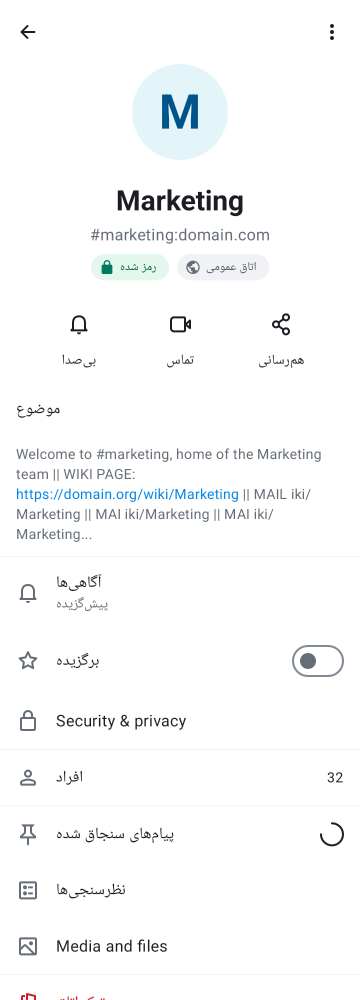 M
Marketing
#marketing:domain.com
رمز شده
اتاق عمومی
بی‌صدا
تماس
هم‌رسانی
موضوع
Welcome to #marketing, home of the Marketing
team || WIKI PAGE:
https://domain.org/wiki/Marketing || MAIL iki/
Marketing || MAI iki/Marketing || MAI iki/
Marketing...
آگاهی‌ها
پیش‌گزیده
برگزیده
Security & privacy
افراد
32
پیام‌های سنجاق شده
نظرسنجی‌ها
Media and files